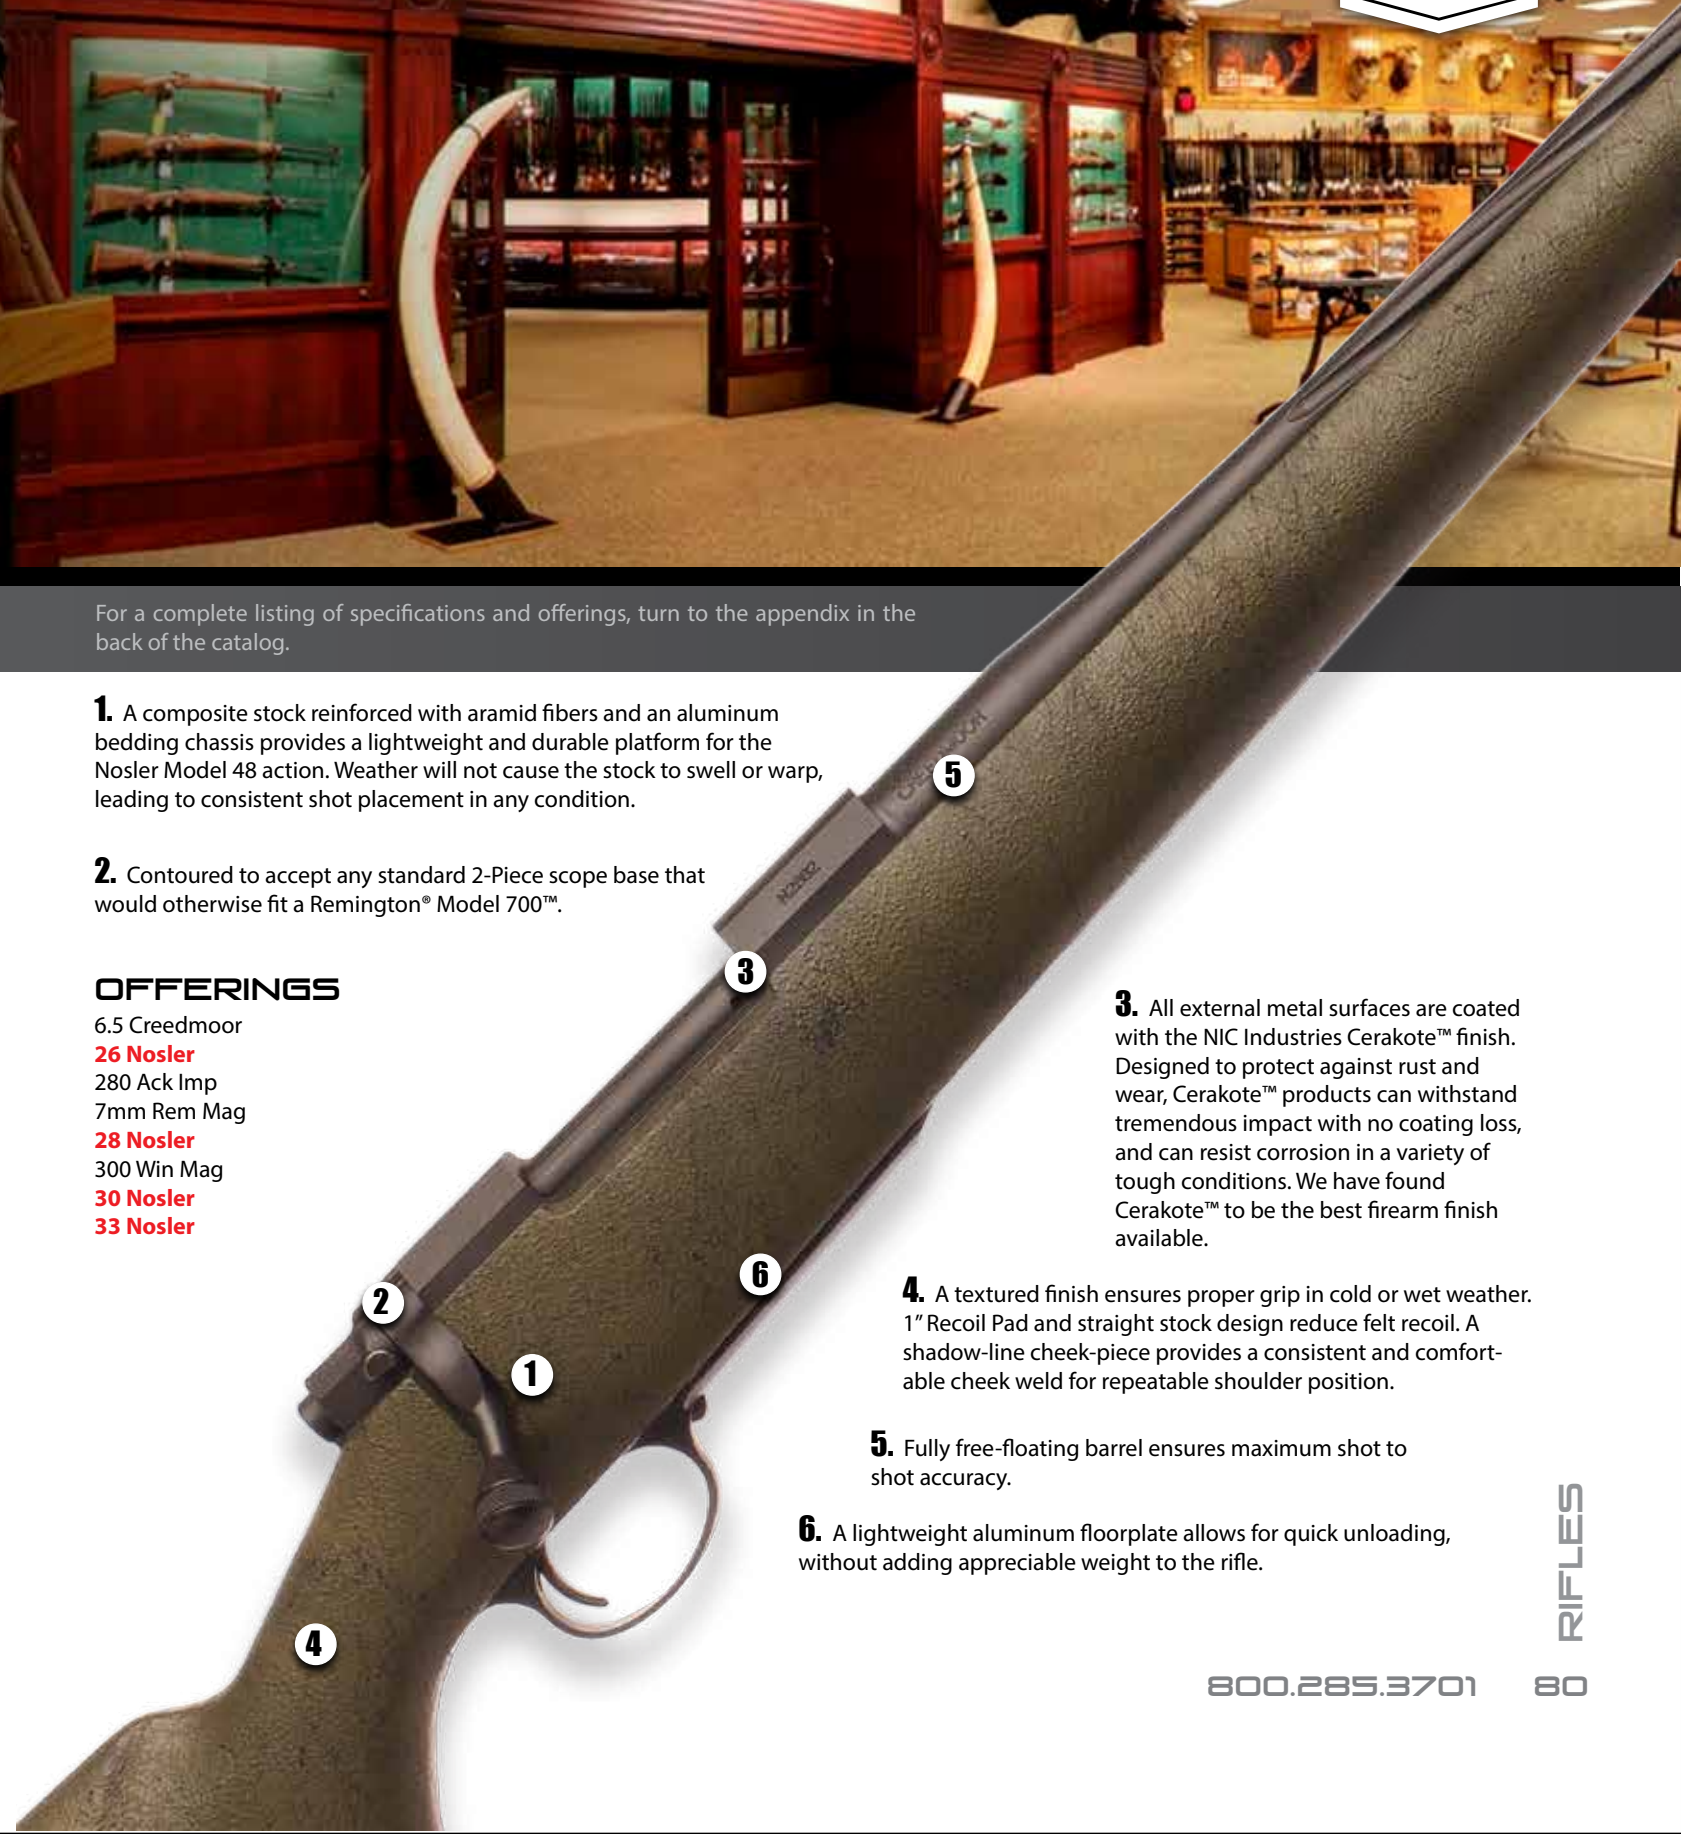 For a complete listing of specifications and offerings, turn to the appendix in the
back of the catalog.
1. A composite stock reinforced with aramid fibers and an aluminum
bedding chassis provides a lightweight and durable platform for the
Nosler Model 48 action. Weather will not cause the stock to swell or warp,
leading to consistent shot placement in any condition.
2. Contoured to accept any standard 2-Piece scope base that
would otherwise fit a Remington® Model 700™.
OFFERINGS
6.5 Creedmoor
26 Nosler
280 Ack Imp
7mm Rem Mag
28 Nosler
300 Win Mag
30 Nosler
33 Nosler
5
3
6
2
1
4
3. All external metal surfaces are coated
with the NIC Industries Cerakote™ finish.
Designed to protect against rust and
wear, Cerakote™ products can withstand
tremendous impact with no coating loss,
and can resist corrosion in a variety of
tough conditions. We have found
Cerakote™ to be the best firearm finish
available.
4. A textured finish ensures proper grip in cold or wet weather.
1” Recoil Pad and straight stock design reduce felt recoil. A
shadow-line cheek-piece provides a consistent and comfort-
able cheek weld for repeatable shoulder position.
5. Fully free-floating barrel ensures maximum shot to
shot accuracy.
6. A lightweight aluminum floorplate allows for quick unloading,
without adding appreciable weight to the rifle.
RIFLES
800.285.3701 80